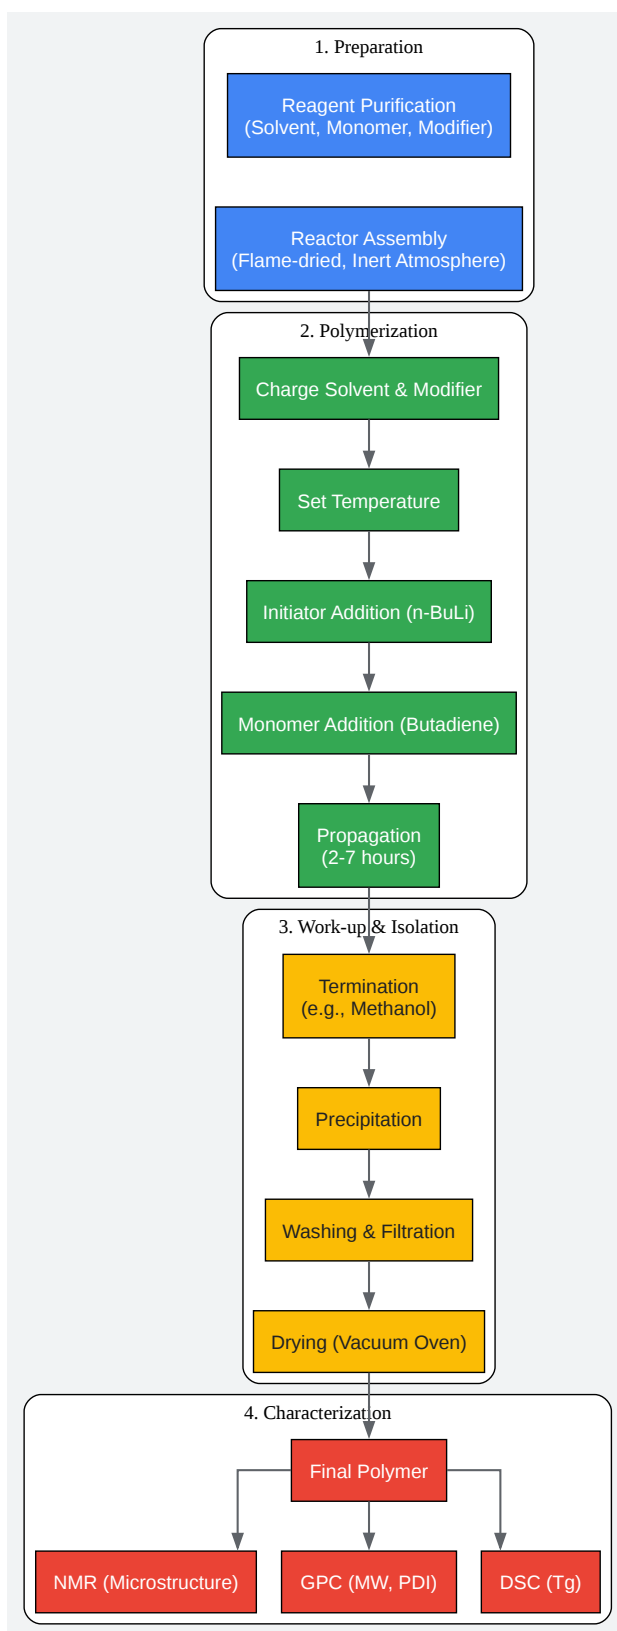 1. Preparation
Reagent Purification
(Solvent, Monomer, Modifier)
Reactor Assembly
(Flame-dried, Inert Atmosphere)
2. Polymerization
Charge Solvent & Modifier
Set Temperature
Initiator Addition (n-BuLi)
Monomer Addition (Butadiene)
Propagation
(2-7 hours)
3. Work-up & Isolation
Termination
(e.g., Methanol)
Precipitation
Washing & Filtration
Drying (Vacuum Oven)
4. Characterization
Final Polymer
NMR (Microstructure)
GPC (MW, PDI)
DSC (Tg)